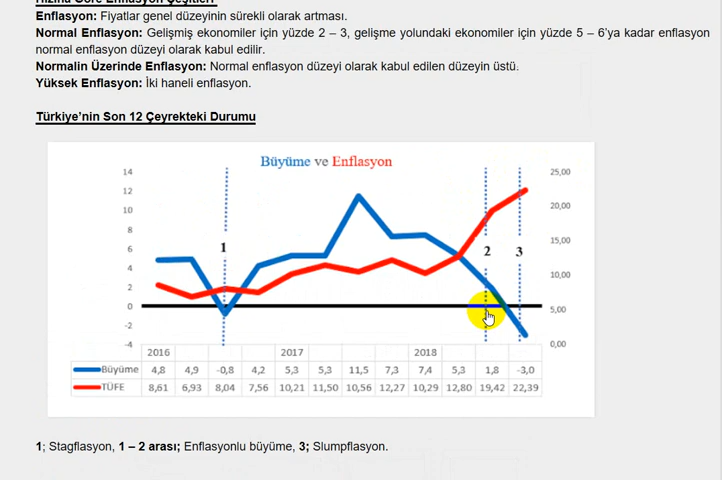 Hızına Göre Enflasyon Çeşitleri
Enflasyon: Fiyatlar genel düzeyinin sürekli olarak artması.
Normal Enflasyon: Gelişmiş ekonomiler için yüzde 2 – 3, gelişme yolundaki ekonomiler için yüzde 5 – 6'ya kadar enflasyon
normal enflasyon düzeyi olarak kabul edilir.
Normalin Üzerinde Enflasyon: Normal enflasyon düzeyi olarak kabul edilen düzeyin üstü.
Yüksek Enflasyon: İki haneli enflasyon.
Türkiye'nin Son 12 Çeyrekteki Durumu
Büyüme ve Enflasyon
14 25,00
12
10 20,00
8 15,00
6
4 10,00
2
0 5,00
-2
-4 0,00
1 2 3
2016 2017 2018
Büyüme 4,8 4,9 -0,8 4,2 5,3 5,3 11,5 7,3 7,4 5,3 1,8 -3,0
TÜFE 8,61 6,93 8,04 7,56 10,21 11,50 10,56 12,27 10,29 12,80 19,42 22,39
1; Stagflasyon, 1 – 2 arası; Enflasyonlu büyüme, 3; Slumpflasyon.